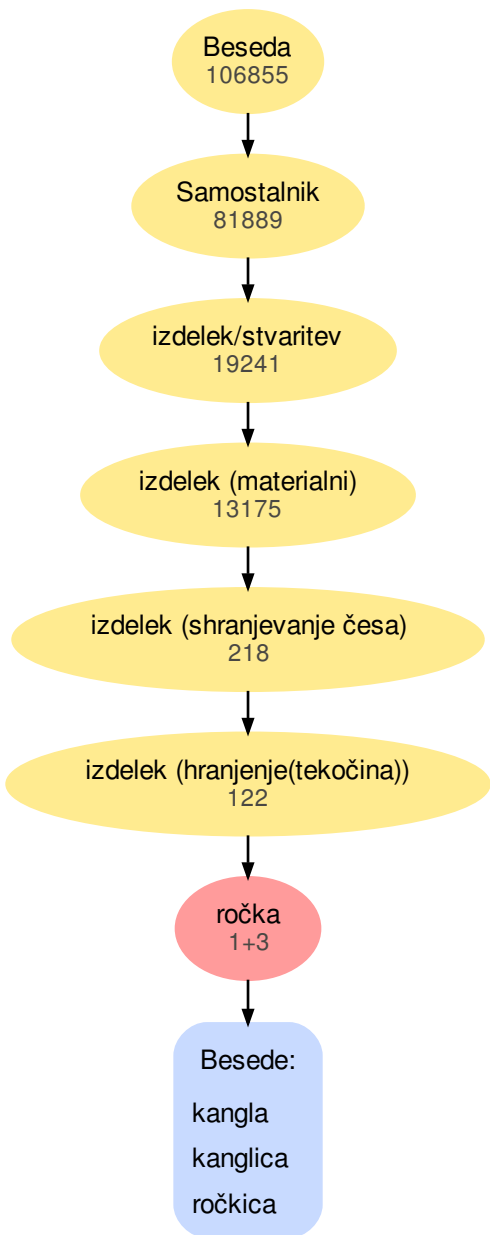 Beseda
106855
Samostalnik
81889
izdelek/stvaritev
19241
izdelek (materialni)
13175
izdelek (shranjevanje česa)
218
izdelek (hranjenje(tekočina))
122
ročka
1+3
Besede:
kangla
kanglica
ročkica